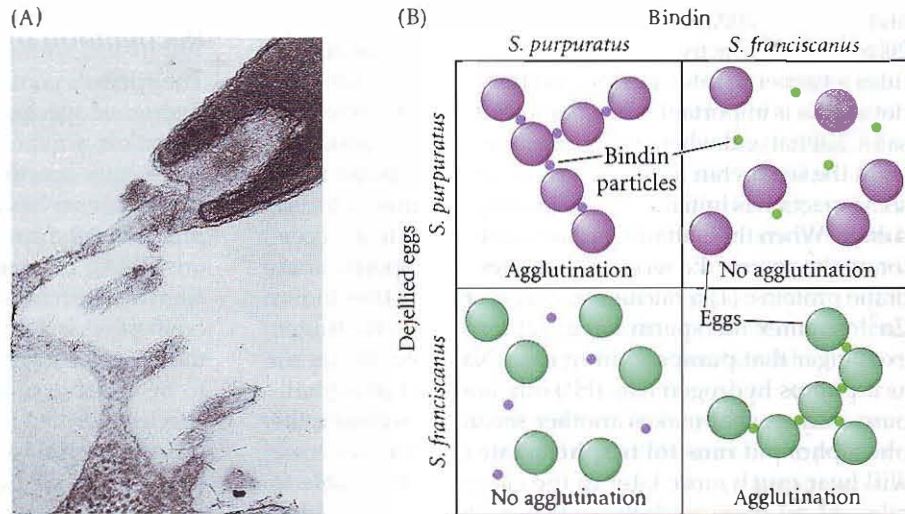 (A)
(B)
Bindin
S. purpuratus
S. franciscanus
Dejellied eggs
S. purpuratus
Bindin
particles
Agglutination
No agglutination
S. franciscanus
Eggs
No agglutination
Agglutination